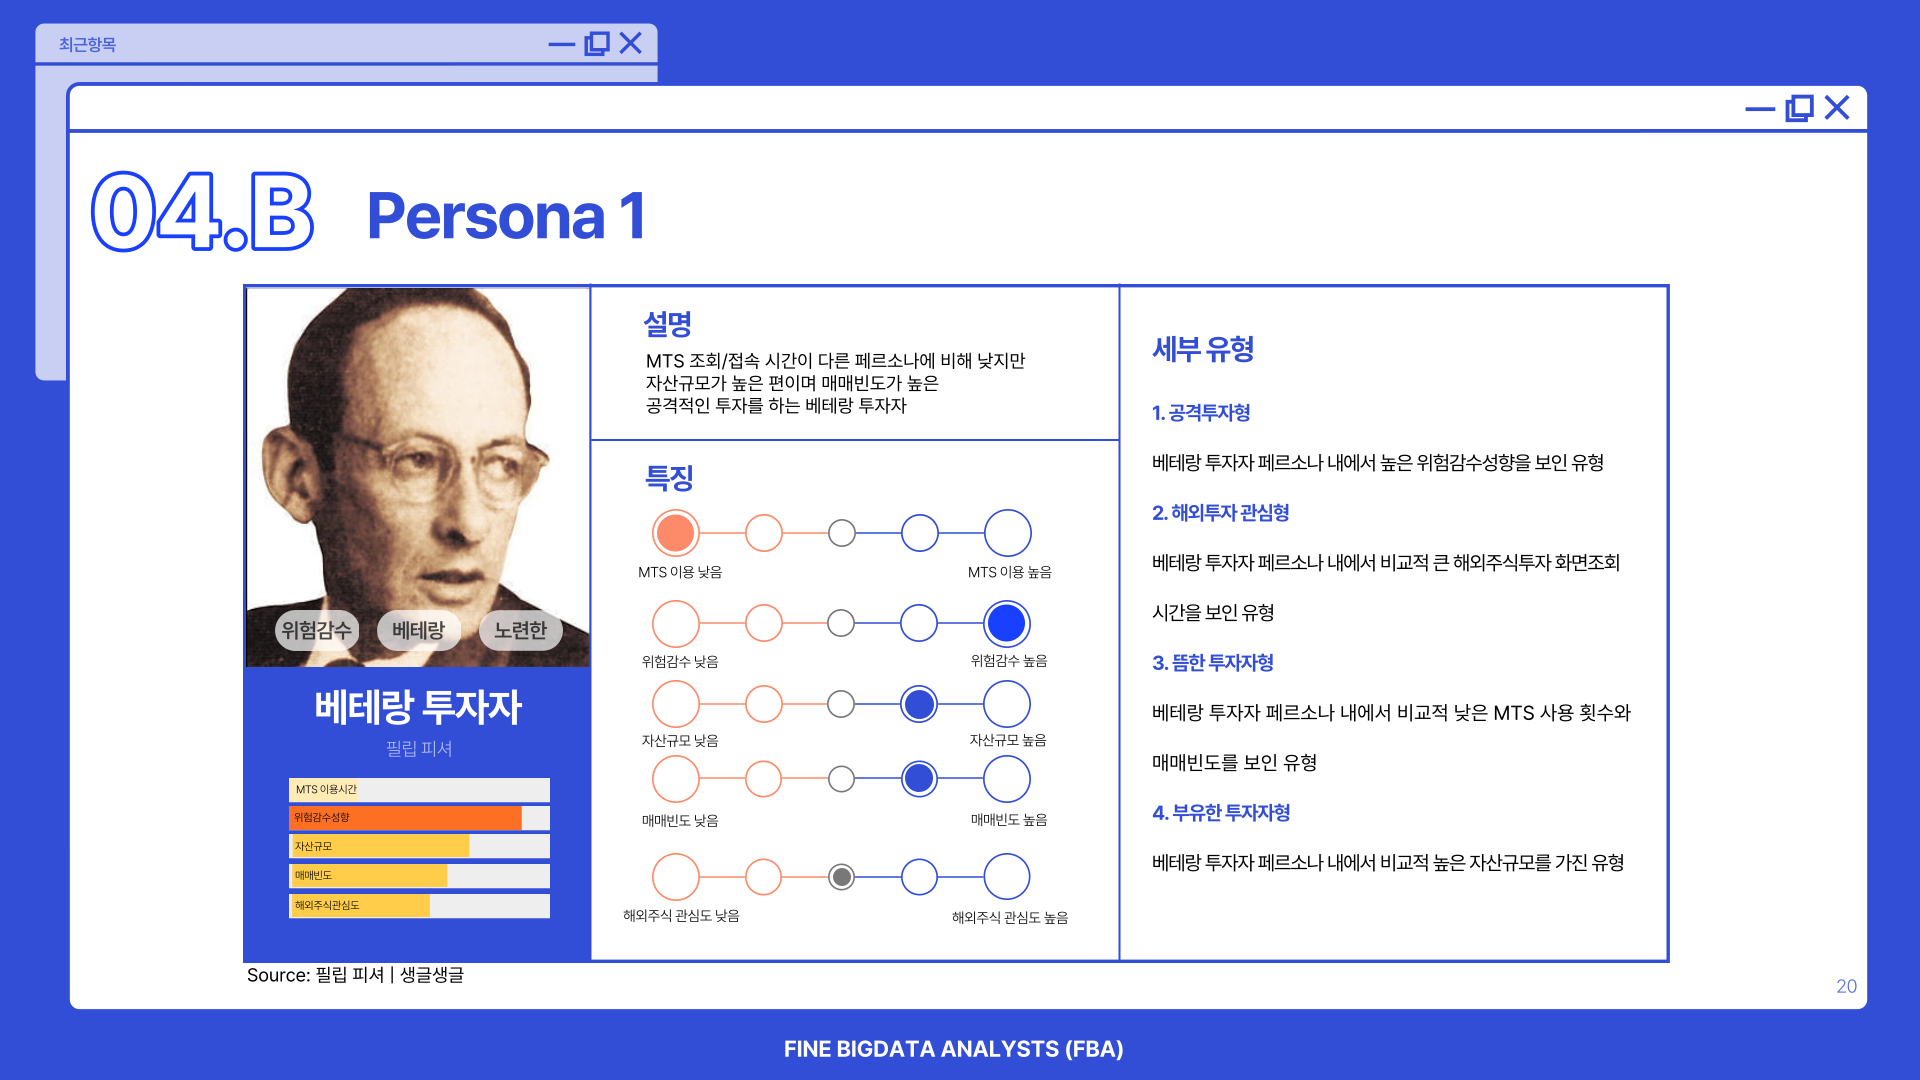 최근항목
04.B Persona 1
위험감수 베테랑 노련한
베테랑 투자자
필립 피셔
MTS 이용시간
위험감수성향
자산규모
매매빈도
해외주식관심도
설명
MTS 조회/접속 시간이 다른 페르소나에 비해 낮지만
자산규모가 높은 편이며 매매빈도가 높은
공격적인 투자를 하는 베테랑 투자자
특징
MTS 이용 낮음 MTS 이용 높음
위험감수 낮음 위험감수 높음
자산규모 낮음 자산규모 높음
매매빈도 낮음 매매빈도 높음
해외주식 관심도 낮음 해외주식 관심도 높음
세부 유형
1. 공격투자형
베테랑 투자자 페르소나 내에서 높은 위험감수성향을 보인 유형
2. 해외투자 관심형
베테랑 투자자 페르소나 내에서 비교적 큰 해외주식투자 화면조회
시간을 보인 유형
3. 뜸한 투자자형
베테랑 투자자 페르소나 내에서 비교적 낮은 MTS 사용 횟수와
매매빈도를 보인 유형
4. 부유한 투자자형
베테랑 투자자 페르소나 내에서 비교적 높은 자산규모를 가진 유형
Source: 필립 피셔 | 생글생글
20
FINE BIGDATA ANALYSTS (FBA)